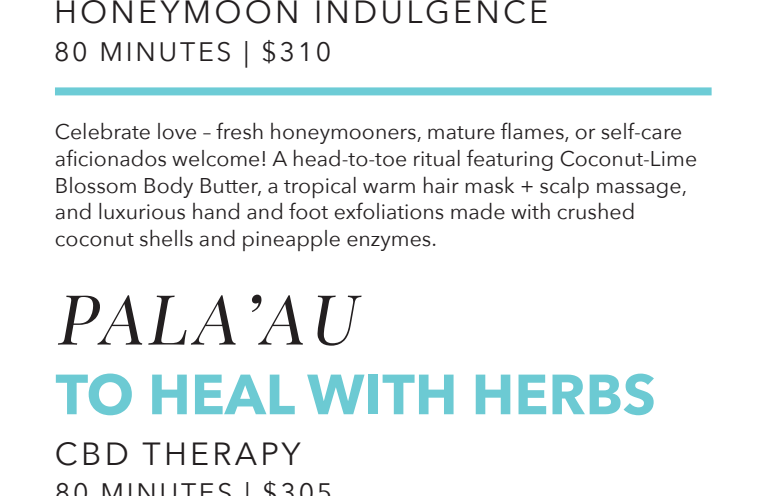 HONEYMOON INDULGENCE
80 MINUTES | $310
Celebrate love – fresh honeymooners, mature flames, or self-care
aficionados welcome! A head-to-toe ritual featuring Coconut-Lime
Blossom Body Butter, a tropical warm hair mask + scalp massage,
and luxurious hand and foot exfoliations made with crushed
coconut shells and pineapple enzymes.
PALA’AU
TO HEAL WITH HERBS
CBD THERAPY
80 MINUTES | $305